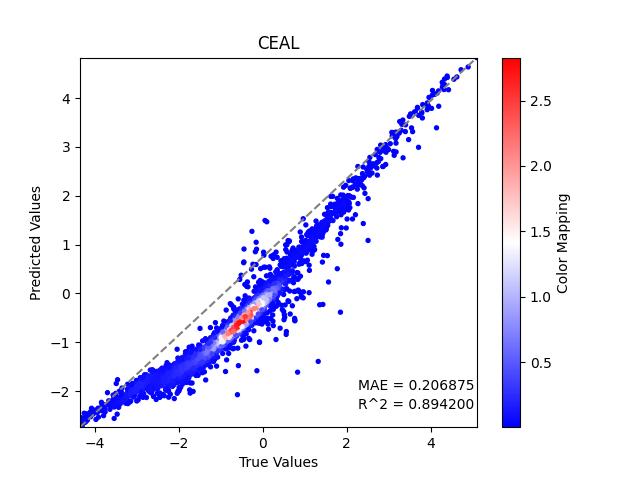 CEAL
Predicted Values
4
3
2
1
0
−1
−2
−4
−2
0
2
4
True Values
MAE = 0.206875
R^2 = 0.894200
2.5
2.0
1.5
1.0
0.5
Color Mapping